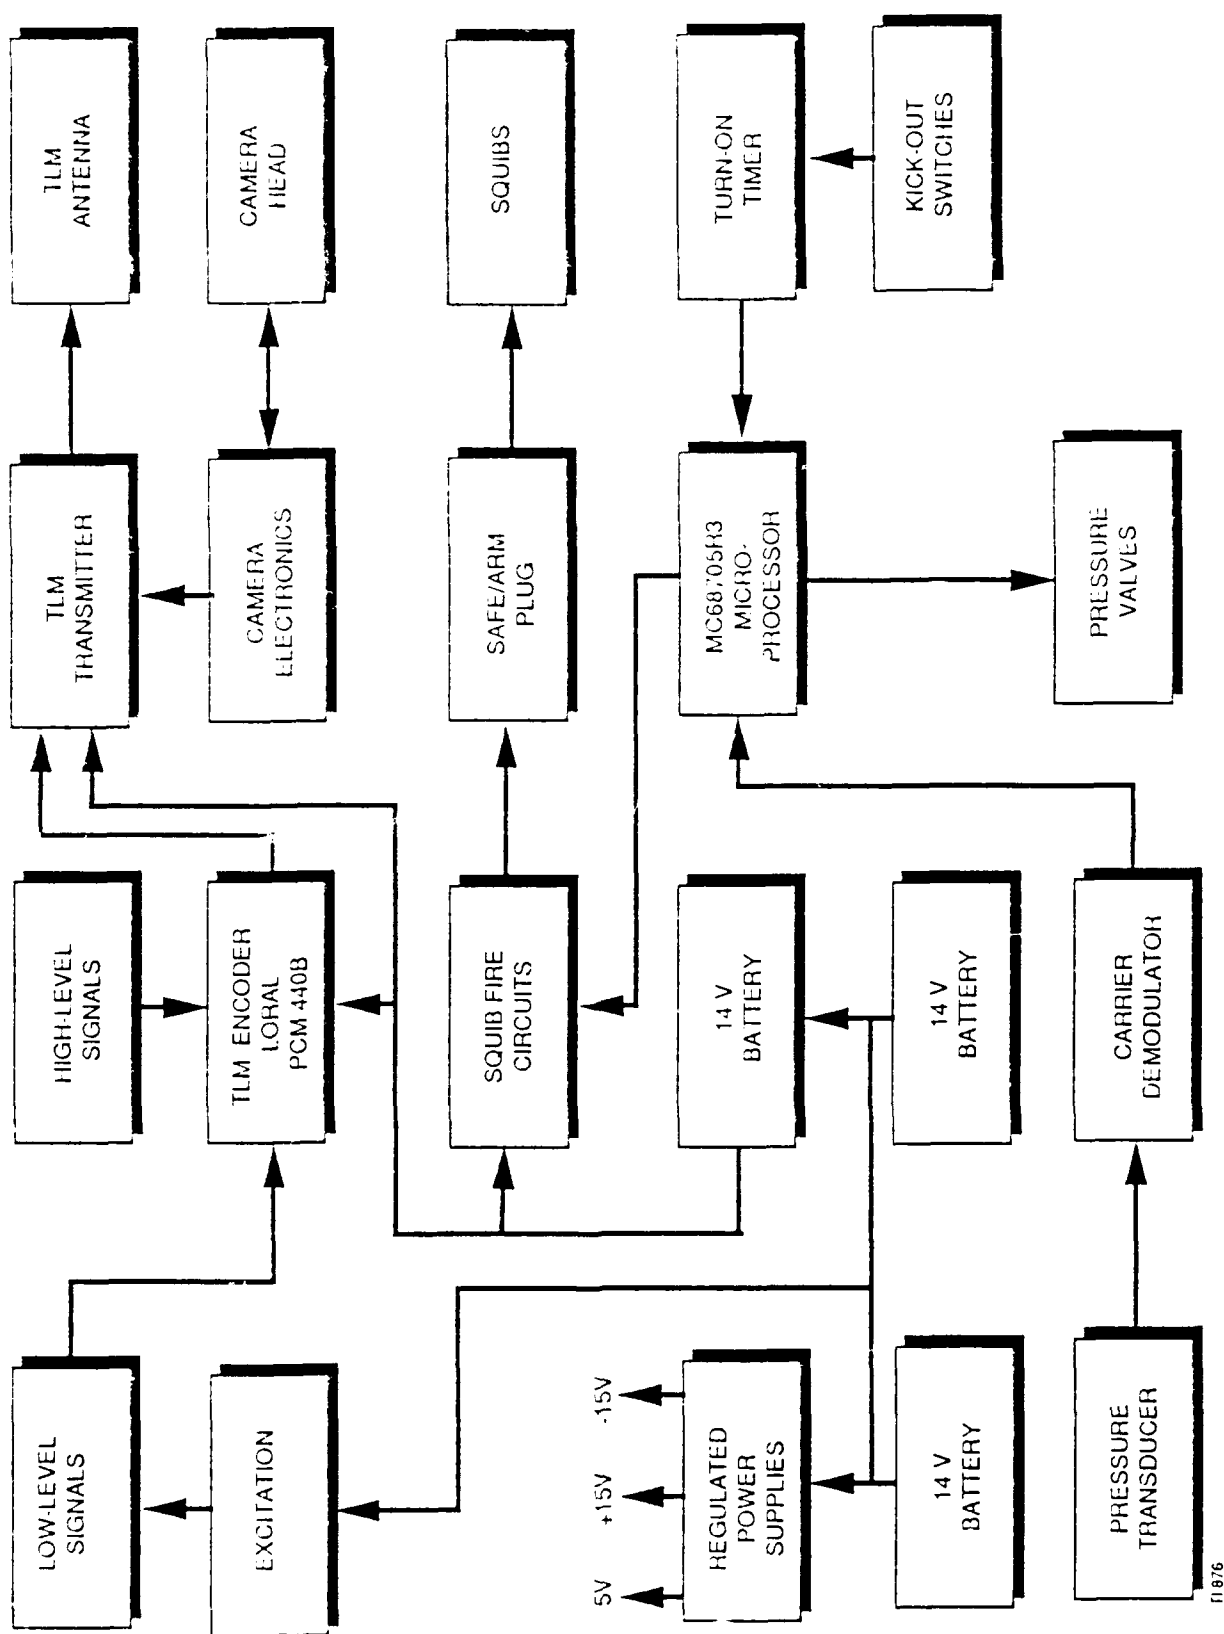 LOW-LEVEL
SIGNALS
HIGH-LEVEL
SIGNALS
TLM
TRANSMITTER
TLM
ANTENNA
EXCITATION
TLM ENCODER
LORAL
PCM 440B
CAMERA
ELECTRONICS
CAMERA
HEAD
SQUIB FIRE
CIRCUITS
SAFE/ARM
PLUG
SQUIBS
5V
+15V
-15V
REGULATED
POWER
SUPPLIES
14 V
BATTERY
MC68705R3
MICRO-
PROCESSOR
TURN-ON
TIMER
14 V
BATTERY
14 V
BATTERY
KICK-OUT
SWITCHES
PRESSURE
TRANSDUCER
CARRIER
DEMODULATOR
PRESSURE
VALVES